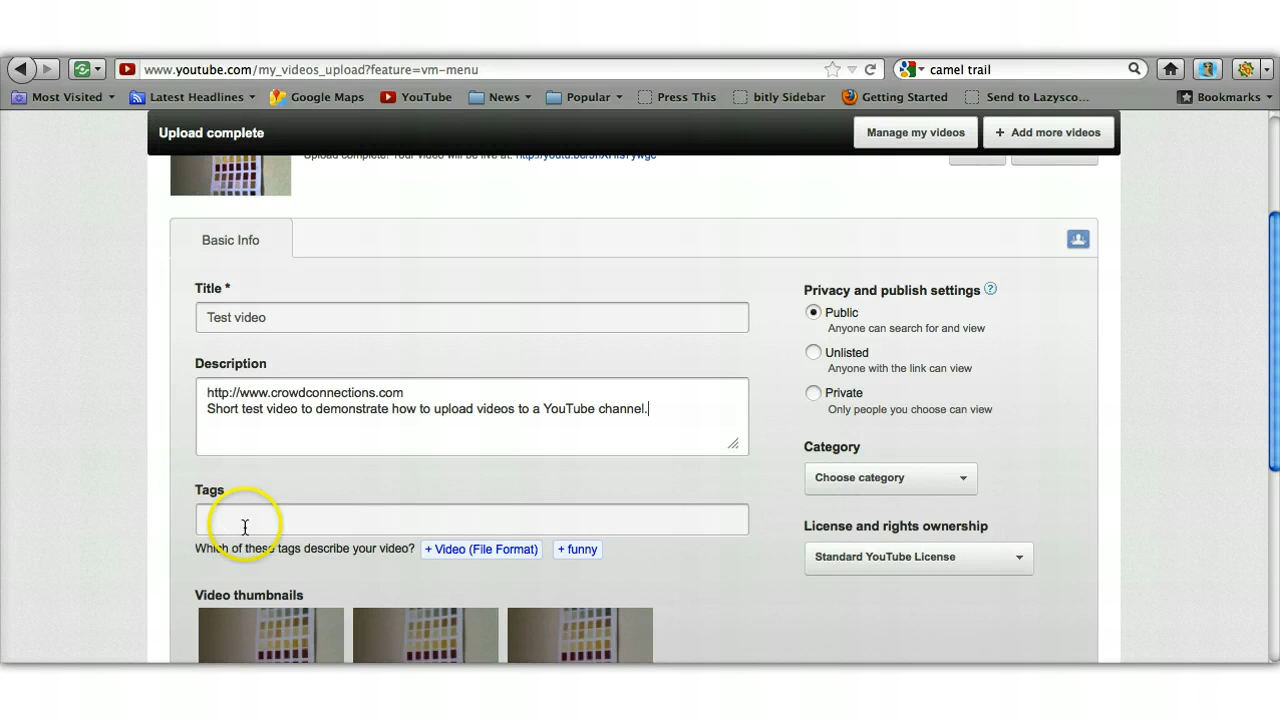 www.youtube.com/my_videos_upload?feature=vm-menu
camel trail
Most Visited
Latest Headlines
Google Maps
YouTube
News
Popular
Press This
bitly Sidebar
Getting Started
Send to Lazysco...
Bookmarks
Upload complete
Manage my videos
+ Add more videos
Upload complete! Your video will be live at:
Basic Info
Title *
Test video
Description
http://www.crowdconnections.com
Short test video to demonstrate how to upload videos to a YouTube channel.
Tags
Which of these tags describe your video? + Video (File Format) + funny
Video thumbnails
Privacy and publish settings ?
Public
Anyone can search for and view
Unlisted
Anyone with the link can view
Private
Only people you choose can view
Category
Choose category
License and rights ownership
Standard YouTube License